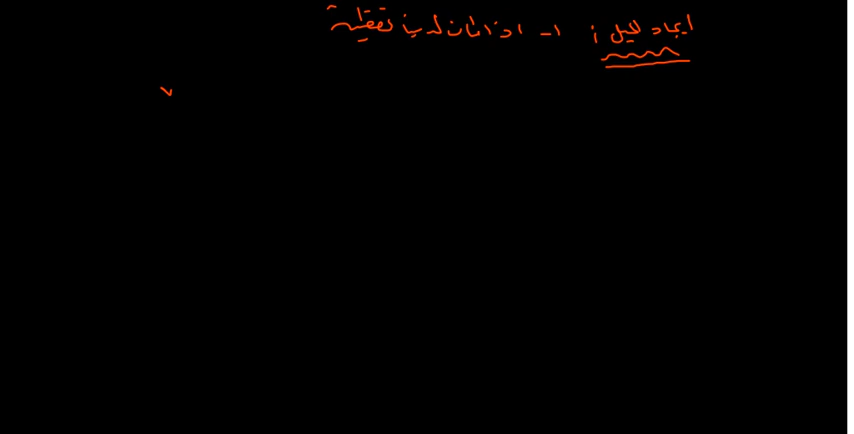 ايجاد الميل : ١- اذا كان لدينا نقطتين